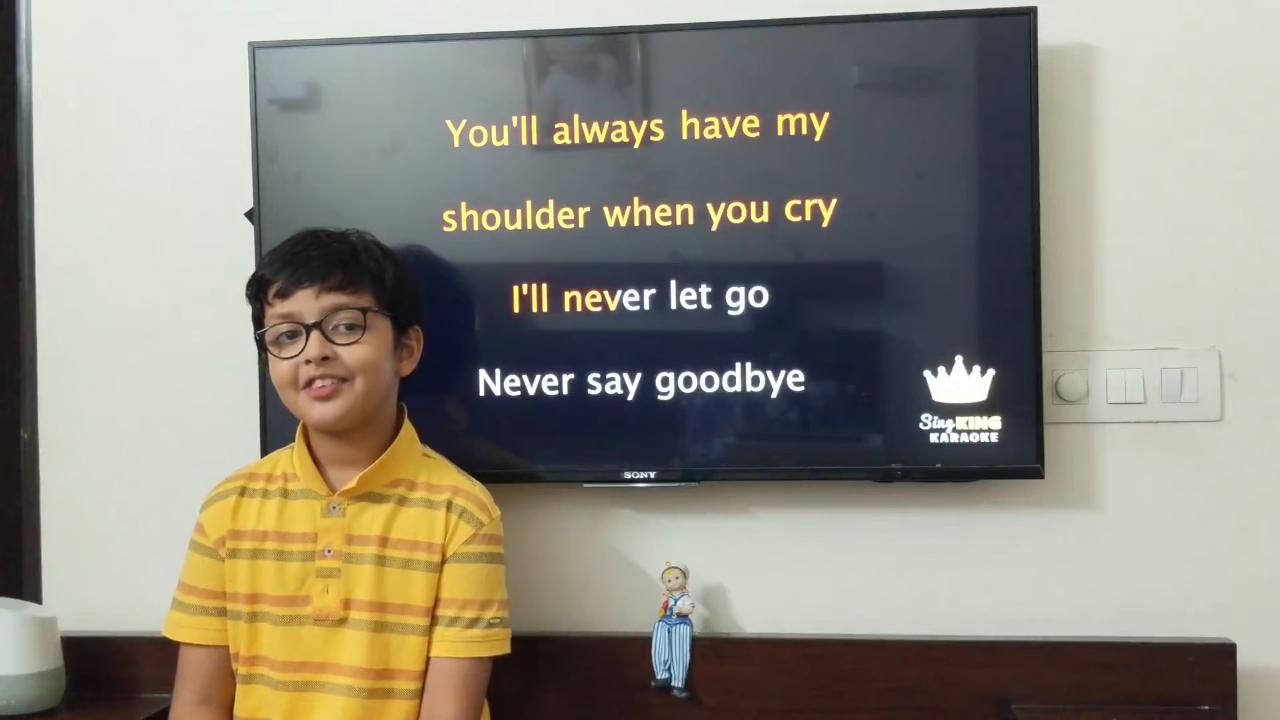 You'll always have my
shoulder when you cry
I'll never let go
Never say goodbye
Sing KING
KARAOKE
SONY